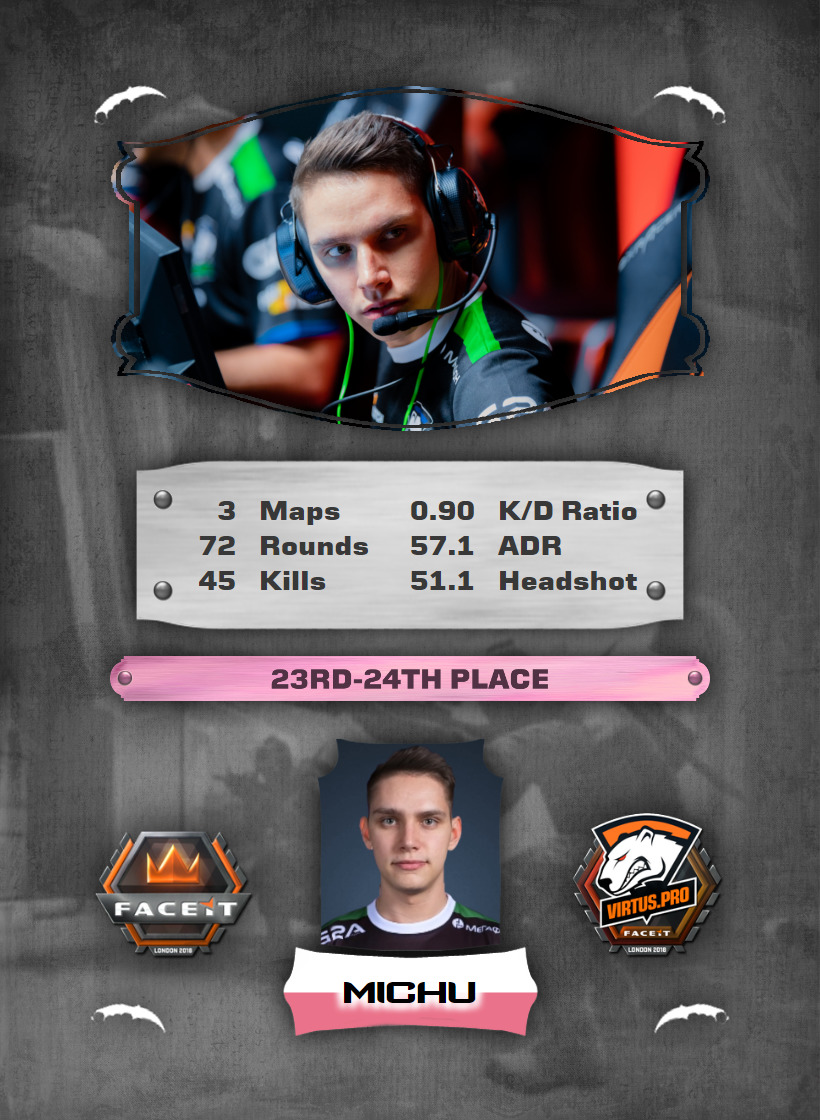 3 Maps 0.90 K/D Ratio
72 Rounds 57.1 ADR
45 Kills 51.1 Headshot
23RD-24TH PLACE
FACEIT
LONDON 2018
VIRTUS.PRO
FACEIT
LONDON 2018
G2A
MICHU